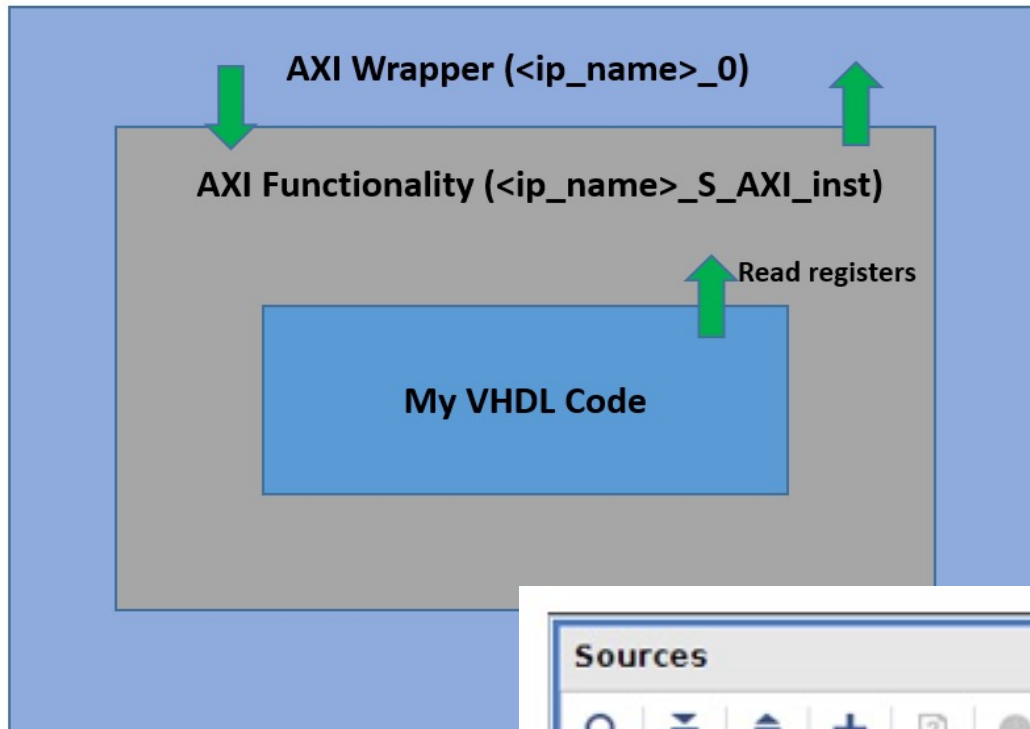 AXI Wrapper (<ip_name>_0)
AXI Functionality (<ip_name>_S_AXI_inst)
Read registers
My VHDL Code
Sources